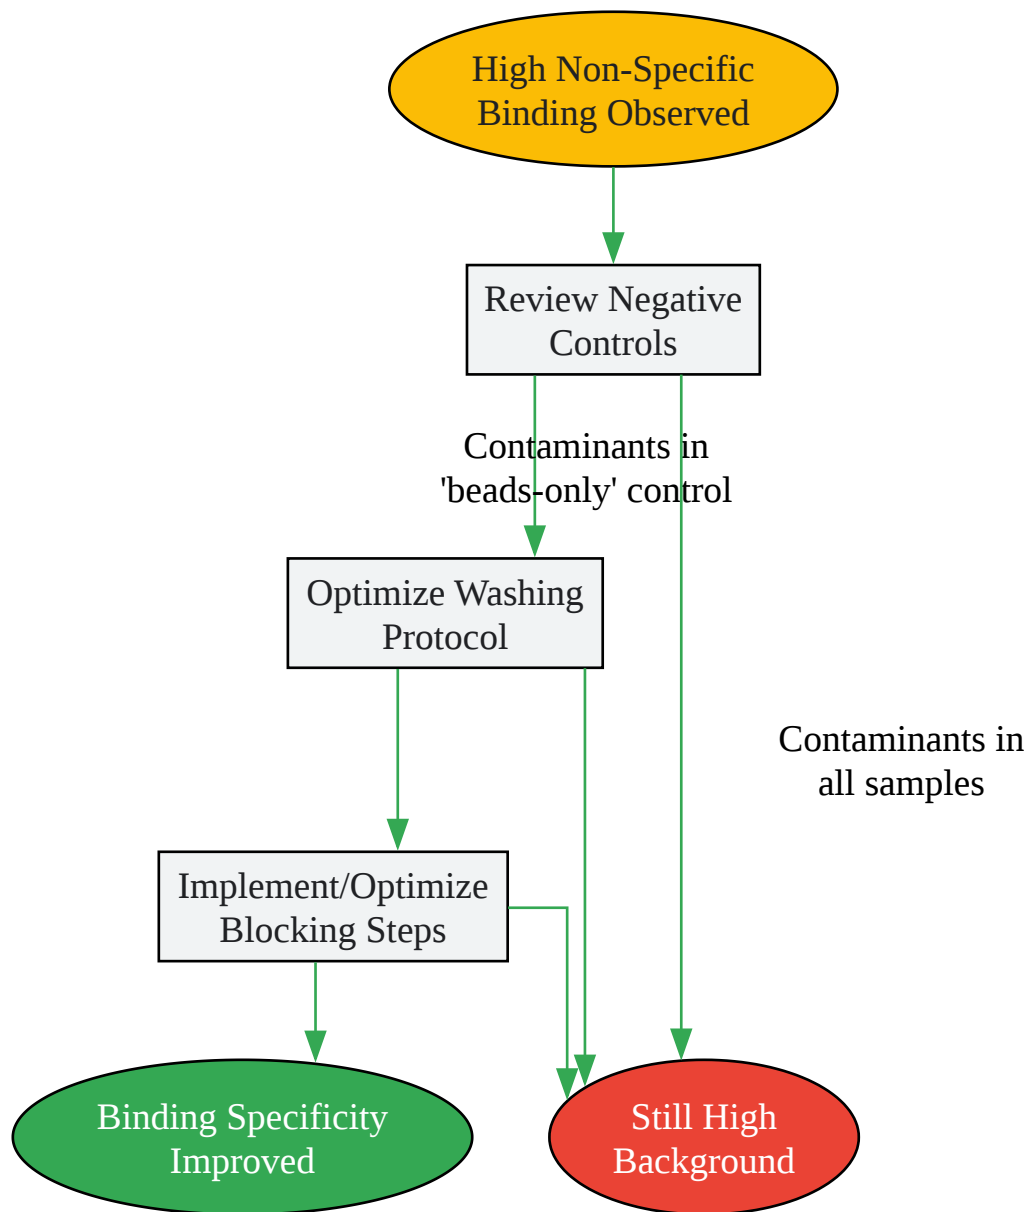 High Non-Specific
Binding Observed
Review Negative
Controls
Contaminants in
'beads-only' control
Optimize Washing
Protocol
Contaminants in
all samples
Implement/Optimize
Blocking Steps
Binding Specificity
Improved
Still High
Background